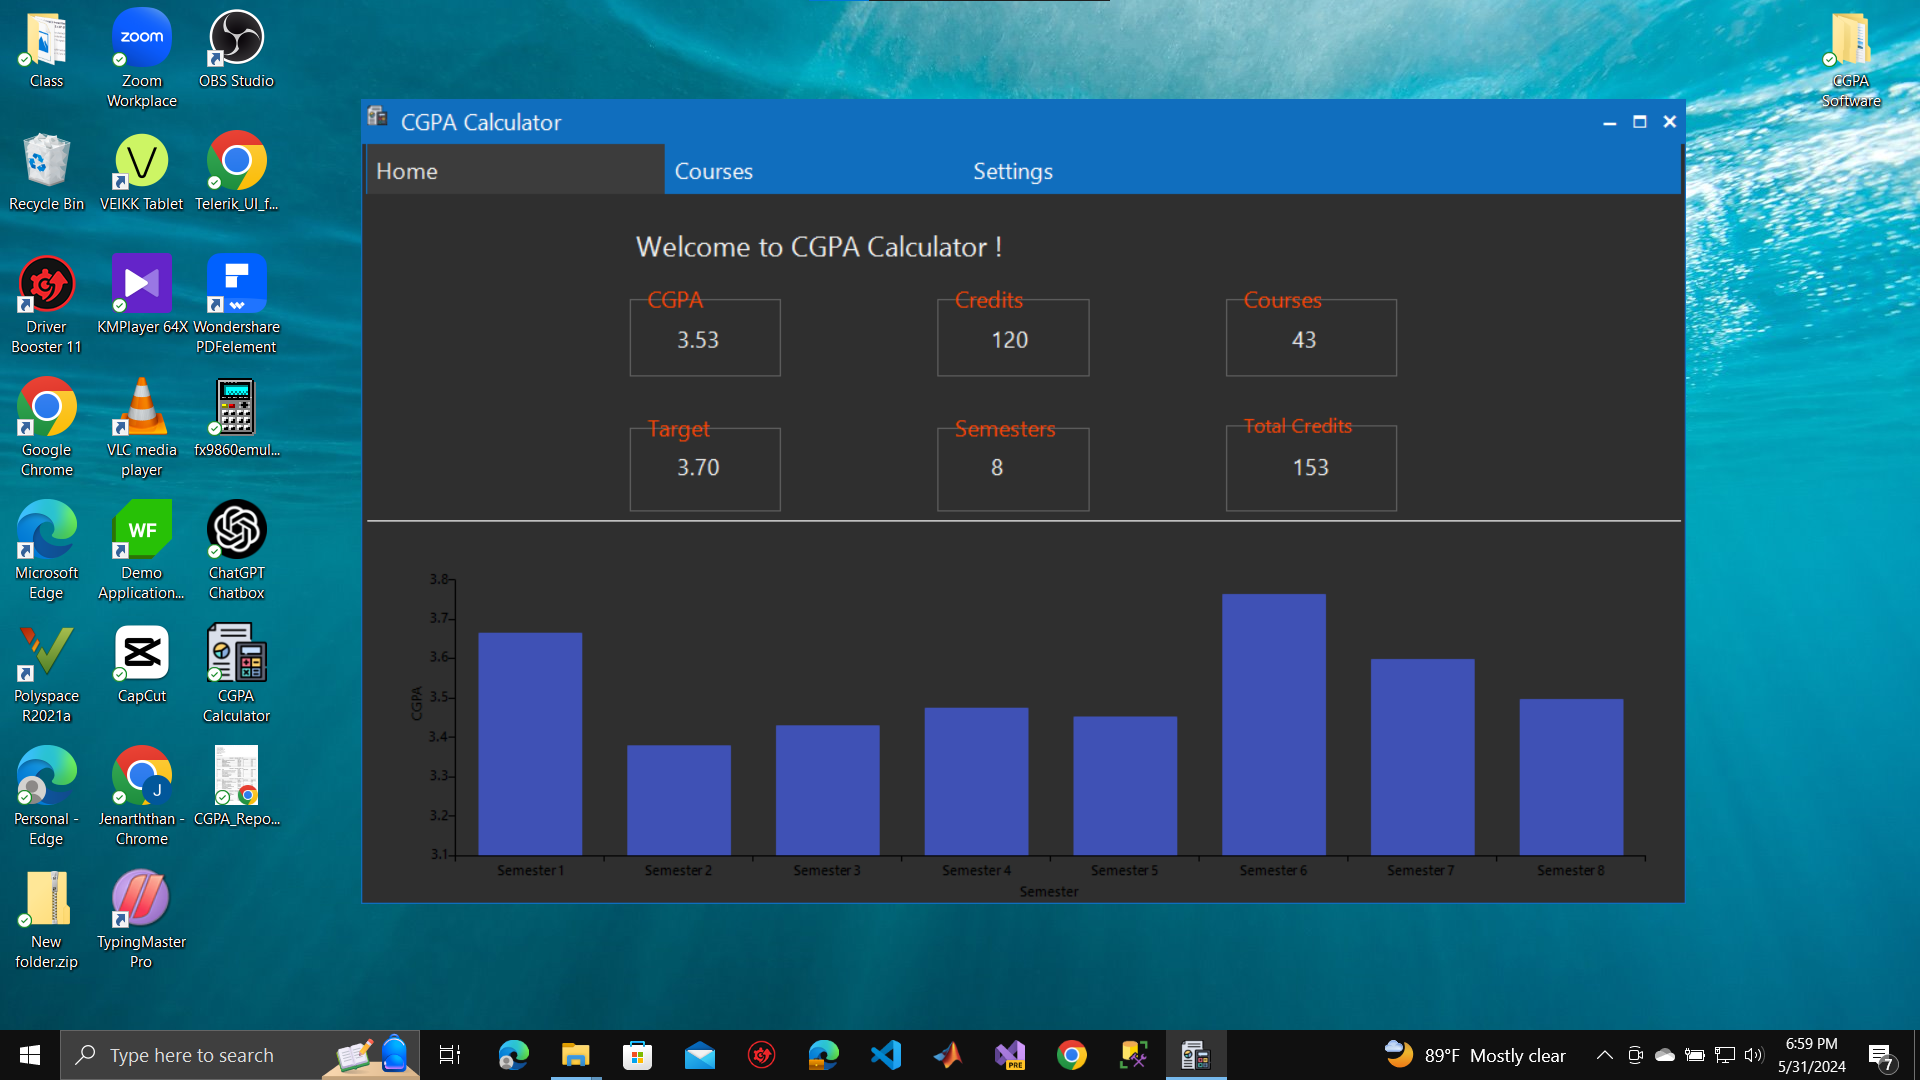 Class
Zoom
Workplace
OBS Studio
Recycle Bin
VEIKK Tablet
Telerik_UI_f...
Driver
Booster 11
KMPlayer 64X
Wondershare
PDFelement
Google
Chrome
VLC media
player
fx9860emul...
Microsoft
Edge
WF
Demo
Application...
ChatGPT
Chatbox
Polyspace
R2021a
CapCut
CGPA
Calculator
Personal -
Edge
J
Jenarththan -
Chrome
CGPA_Repo...
New
folder.zip
TypingMaster
Pro
zoom
CGPA
Software
CGPA Calculator
Home
Courses
Settings
Welcome to CGPA Calculator !
CGPA
3.53
Credits
120
Courses
43
Target
3.70
Semesters
8
Total Credits
153
3.8
3.7
3.6
3.5
3.4
3.3
3.2
3.1
CGPA
Semester 1
Semester 2
Semester 3
Semester 4
Semester 5
Semester 6
Semester 7
Semester 8
Semester
Type here to search
PRE
89°F Mostly clear
6:59 PM
5/31/2024
7